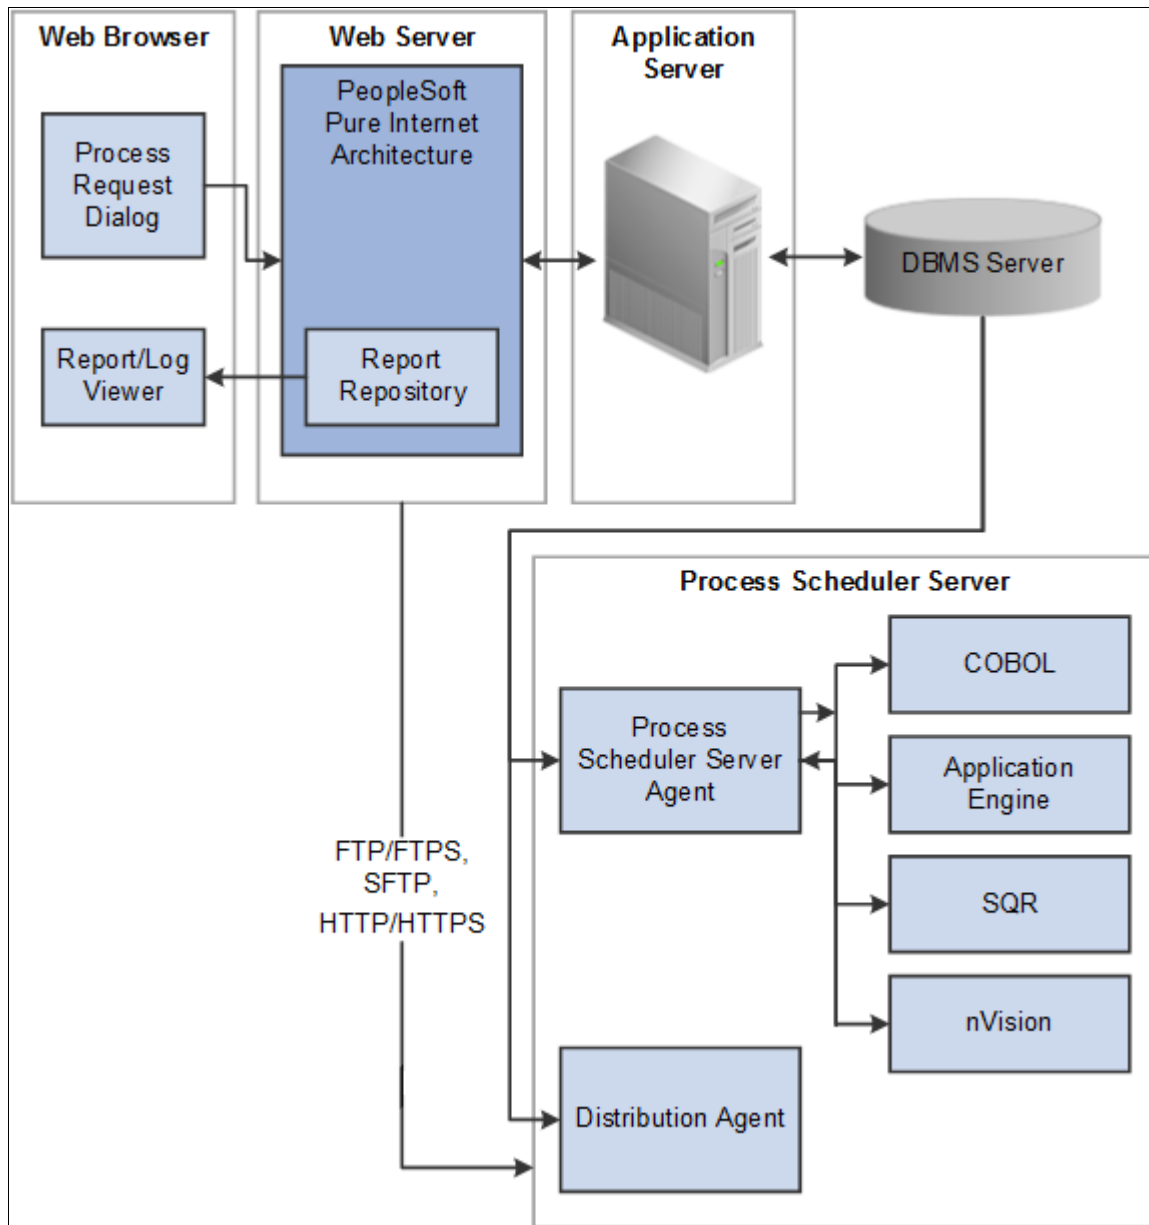 Web Browser
Web Server
Application
Server
PeopleSoft
Pure Internet
Architecture
Process
Request
Dialog
DBMS Server
Report/Log
Viewer
Report
Repository
Process Scheduler Server
COBOL
Process
Scheduler Server
Agent
Application
Engine
FTP/FTPS,
SFTP,
HTTP/HTTPS
SQR
nVision
Distribution Agent